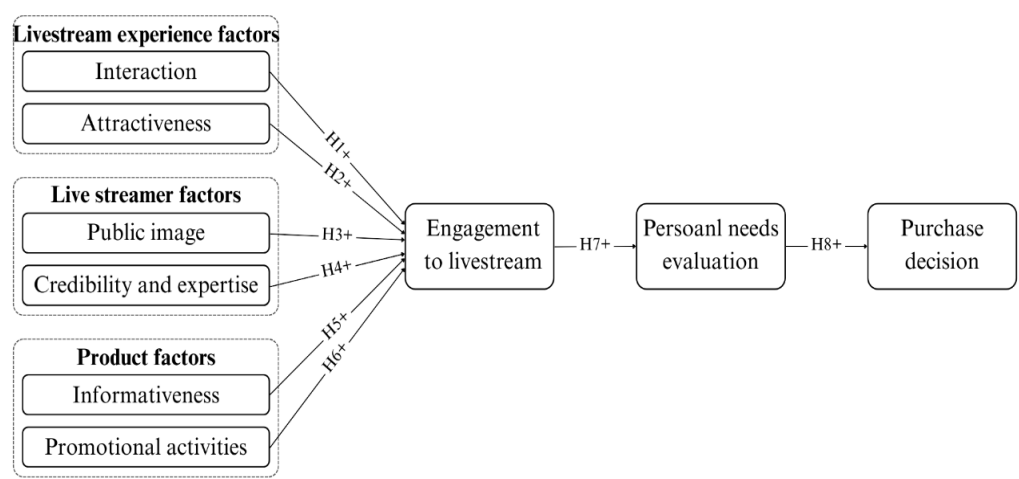 Livestream experience factors
Interaction
Attractiveness
H1+
H2+
Live streamer factors
Public image
Credibility and expertise
H3+
H4+
Product factors
Informativeness
Promotional activities
H5+
H6+
Engagement
to livestream
H7+
Persoanl needs
evaluation
H8+
Purchase
decision